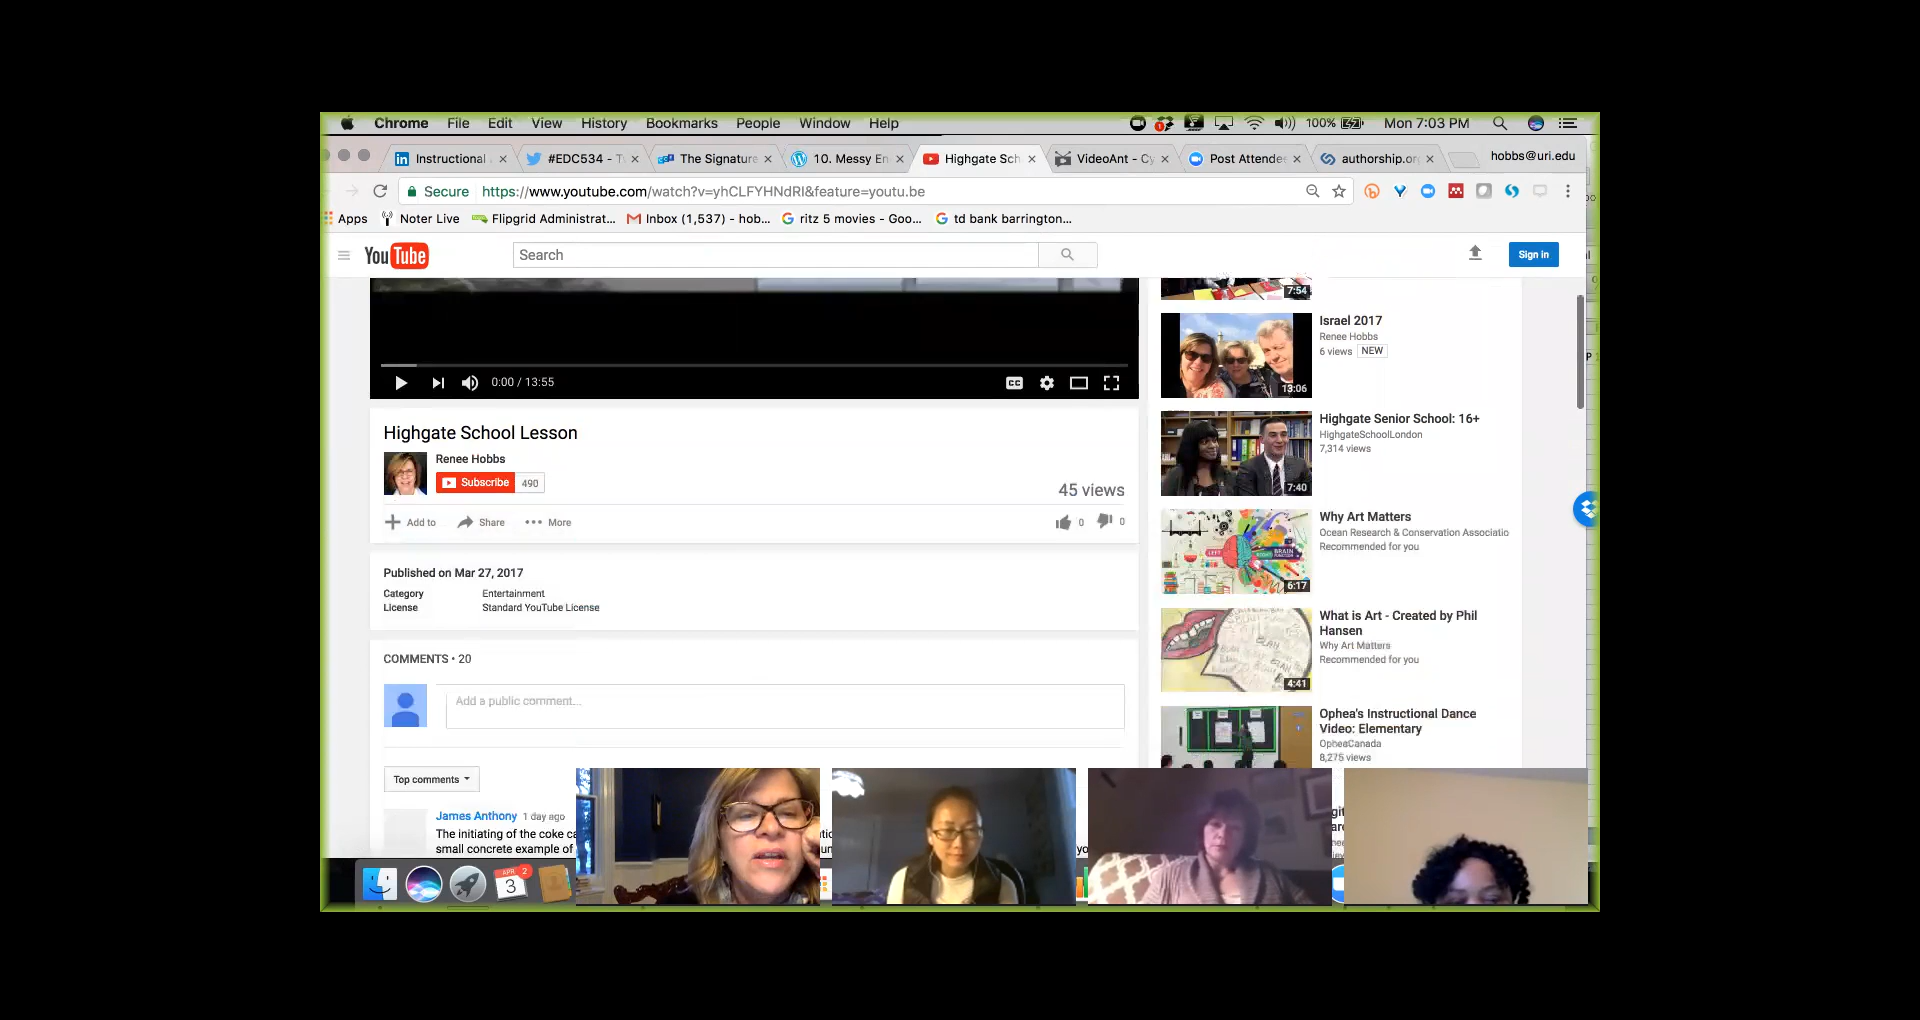 Chrome File Edit View History Bookmarks People Window Help 100% Mon 7:03 PM
Instructional #EDC534 - T The Signature 10. Messy En Highgate Sch VideoAnt - Cy Post Attende authorship.or hobbs@uri.edu
Secure https://www.youtube.com/watch?v=yhCLFYHNdRI&feature=youtu.be
Apps Noter Live Flipgrid Administrat... Inbox (1,537) - hob... ritz 5 movies - Goo... td bank barrington...
YouTube Search Sign in
7:54
Israel 2017
Renee Hobbs
6 views NEW
13:06
0:00 / 13:55 CC
Highgate School Lesson
Renee Hobbs
Subscribe 490
45 views
Add to Share More 0 0
Highgate Senior School: 16+
HighgateSchoolLondon
7,314 views
7:40
Published on Mar 27, 2017
Category Entertainment
License Standard YouTube License
Why Art Matters
Ocean Research & Conservation Associatio
Recommended for you
LEFT BRAIN
6:17
What is Art - Created by Phil
Hansen
Why Art Matters
Recommended for you
BLAH
4:41
COMMENTS • 20
Add a public comment...
Top comments
Ophea's Instructional Dance
Video: Elementary
OpheaCanada
8,275 views
James Anthony 1 day ago
The initiating of the coke ca
small concrete example of
APR 2
3